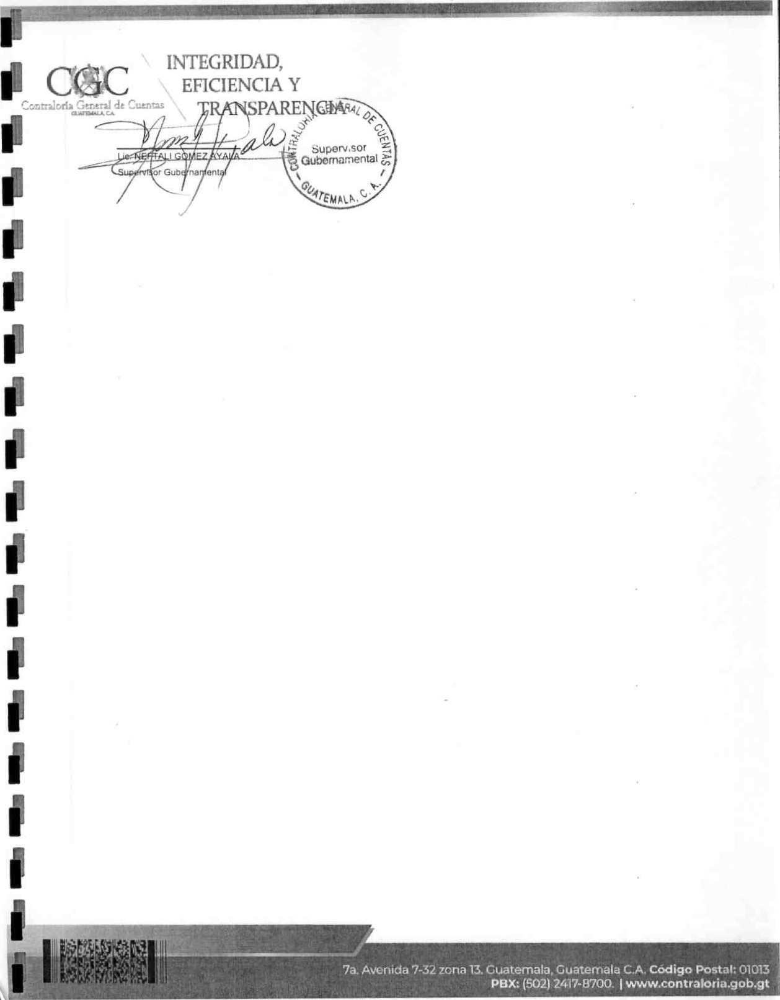 CGC
Contraloría General de Cuentas
GUATEMALA, C.A.
INTEGRIDAD,
EFICIENCIA Y
TRANSPARENCIA
Lic. NEFTALI GOMEZ AYALA
Supervisor Gubernamental
CONTRALORIA GENERAL DE CUENTAS
Supervisor
Gubernamental
GUATEMALA, C. A.
7a. Avenida 7-32 zona 13. Guatemala, Guatemala C.A. Código Postal: 01013
PBX: (502) 2417-8700. | www.contraloria.gob.gt